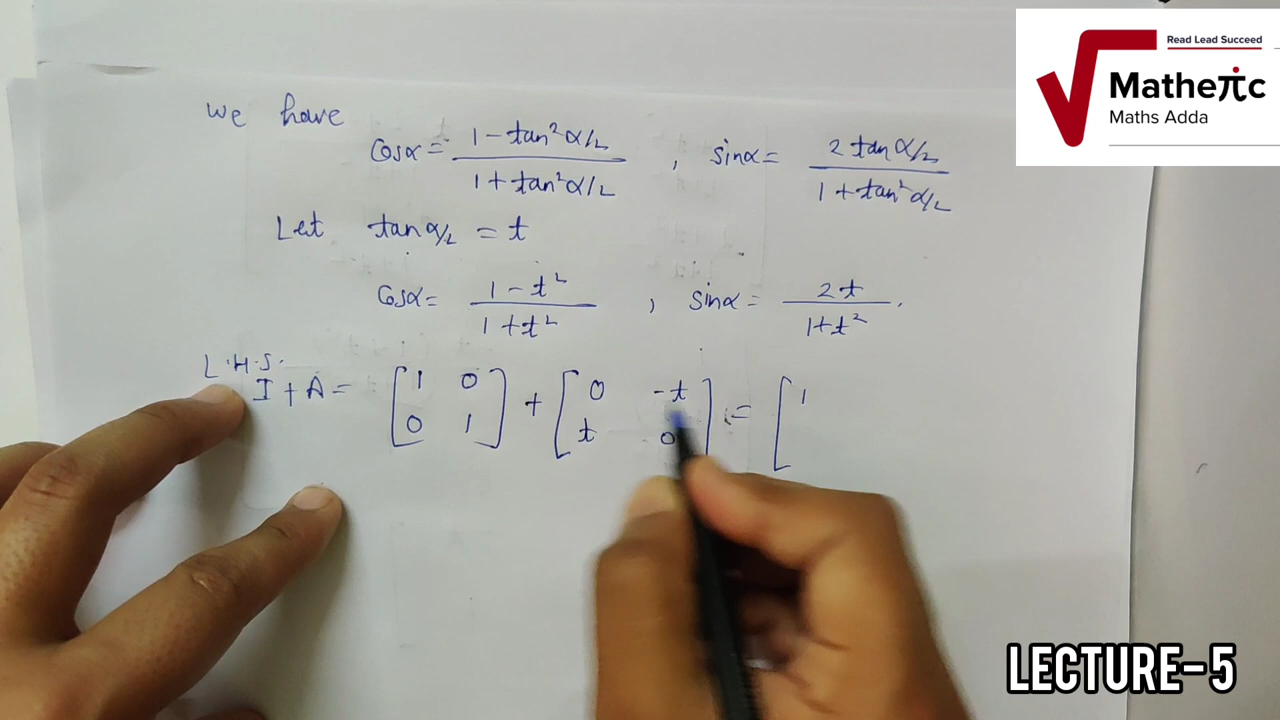 Read Lead Succeed
Matheπc
Maths Adda
We have
Cosα = (1 - tan²α/2)/(1 + tan²α/2) , sinα = (2 tan α/2)/(1 + tan²α/2)
Let tan α/2 = t
Cosα = (1 - t²)/(1 + t²) , sinα = 2t/(1+t²) .
L.H.S.
I + A = [1 0; 0 1] + [0 -t; t 0] = [1
LECTURE-5